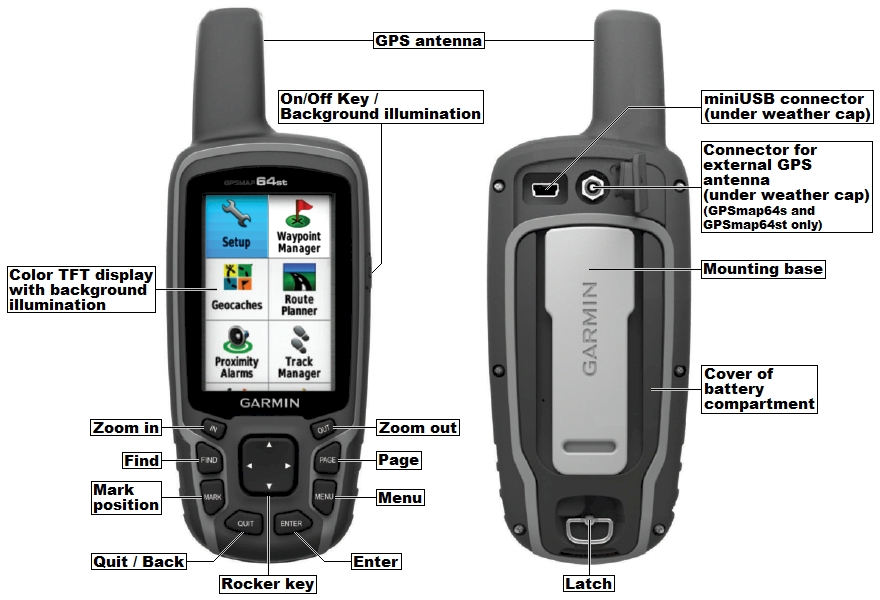 GPS antenna
On/Off Key /
Background illumination
miniUSB connector
(under weather cap)
Connector for
external GPS
antenna
(under weather cap)
(GPSmap64s and
GPSmap64st only)
GPSMAP 64st
Setup
Waypoint
Manager
Geocaches
Route
Planner
Proximity
Alarms
Track
Manager
GARMIN
Color TFT display
with background
illumination
Mounting base
GARMIN
Cover of
battery
compartment
Zoom in
IN
OUT
Zoom out
Find
FIND
PAGE
Page
Mark
position
MARK
MENU
Menu
QUIT
ENTER
Quit / Back
Rocker key
Enter
Latch